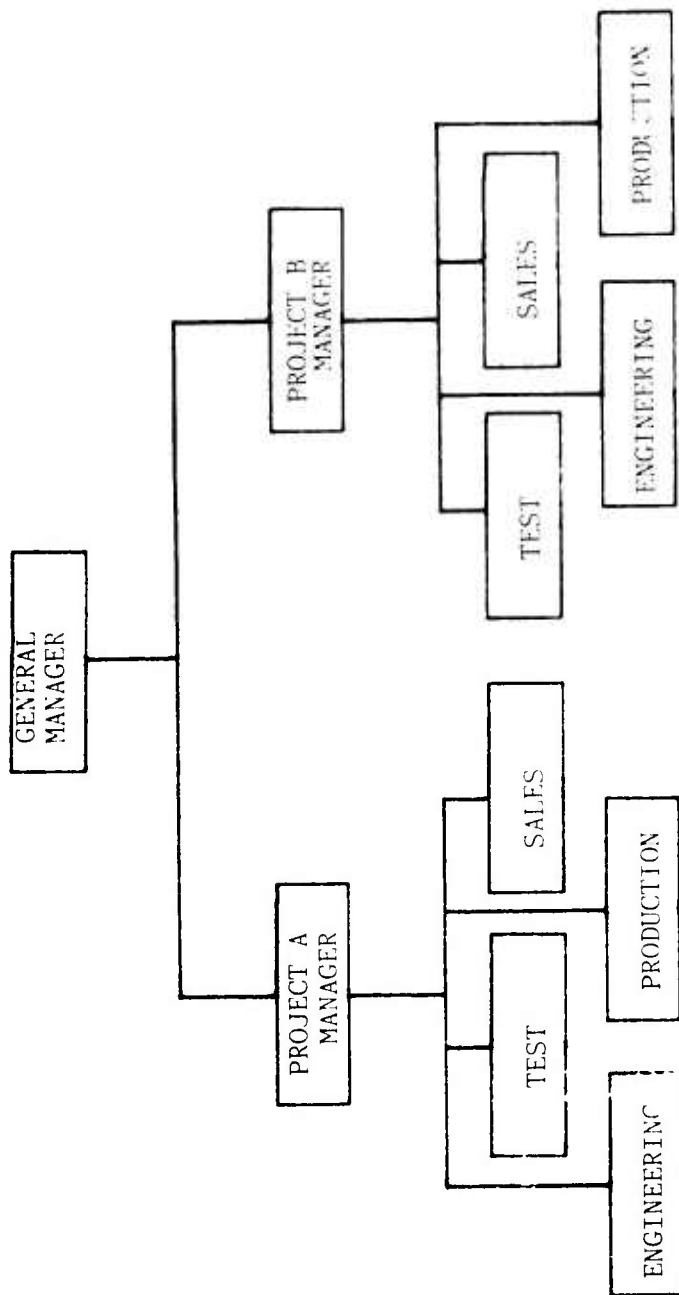 GENERAL
MANAGER
PROJECT A
MANAGER
PROJECT B
MANAGER
TEST
SALES
TEST
SALES
ENGINEERING
PRODUCTION
ENGINEERING
PRODUCTION